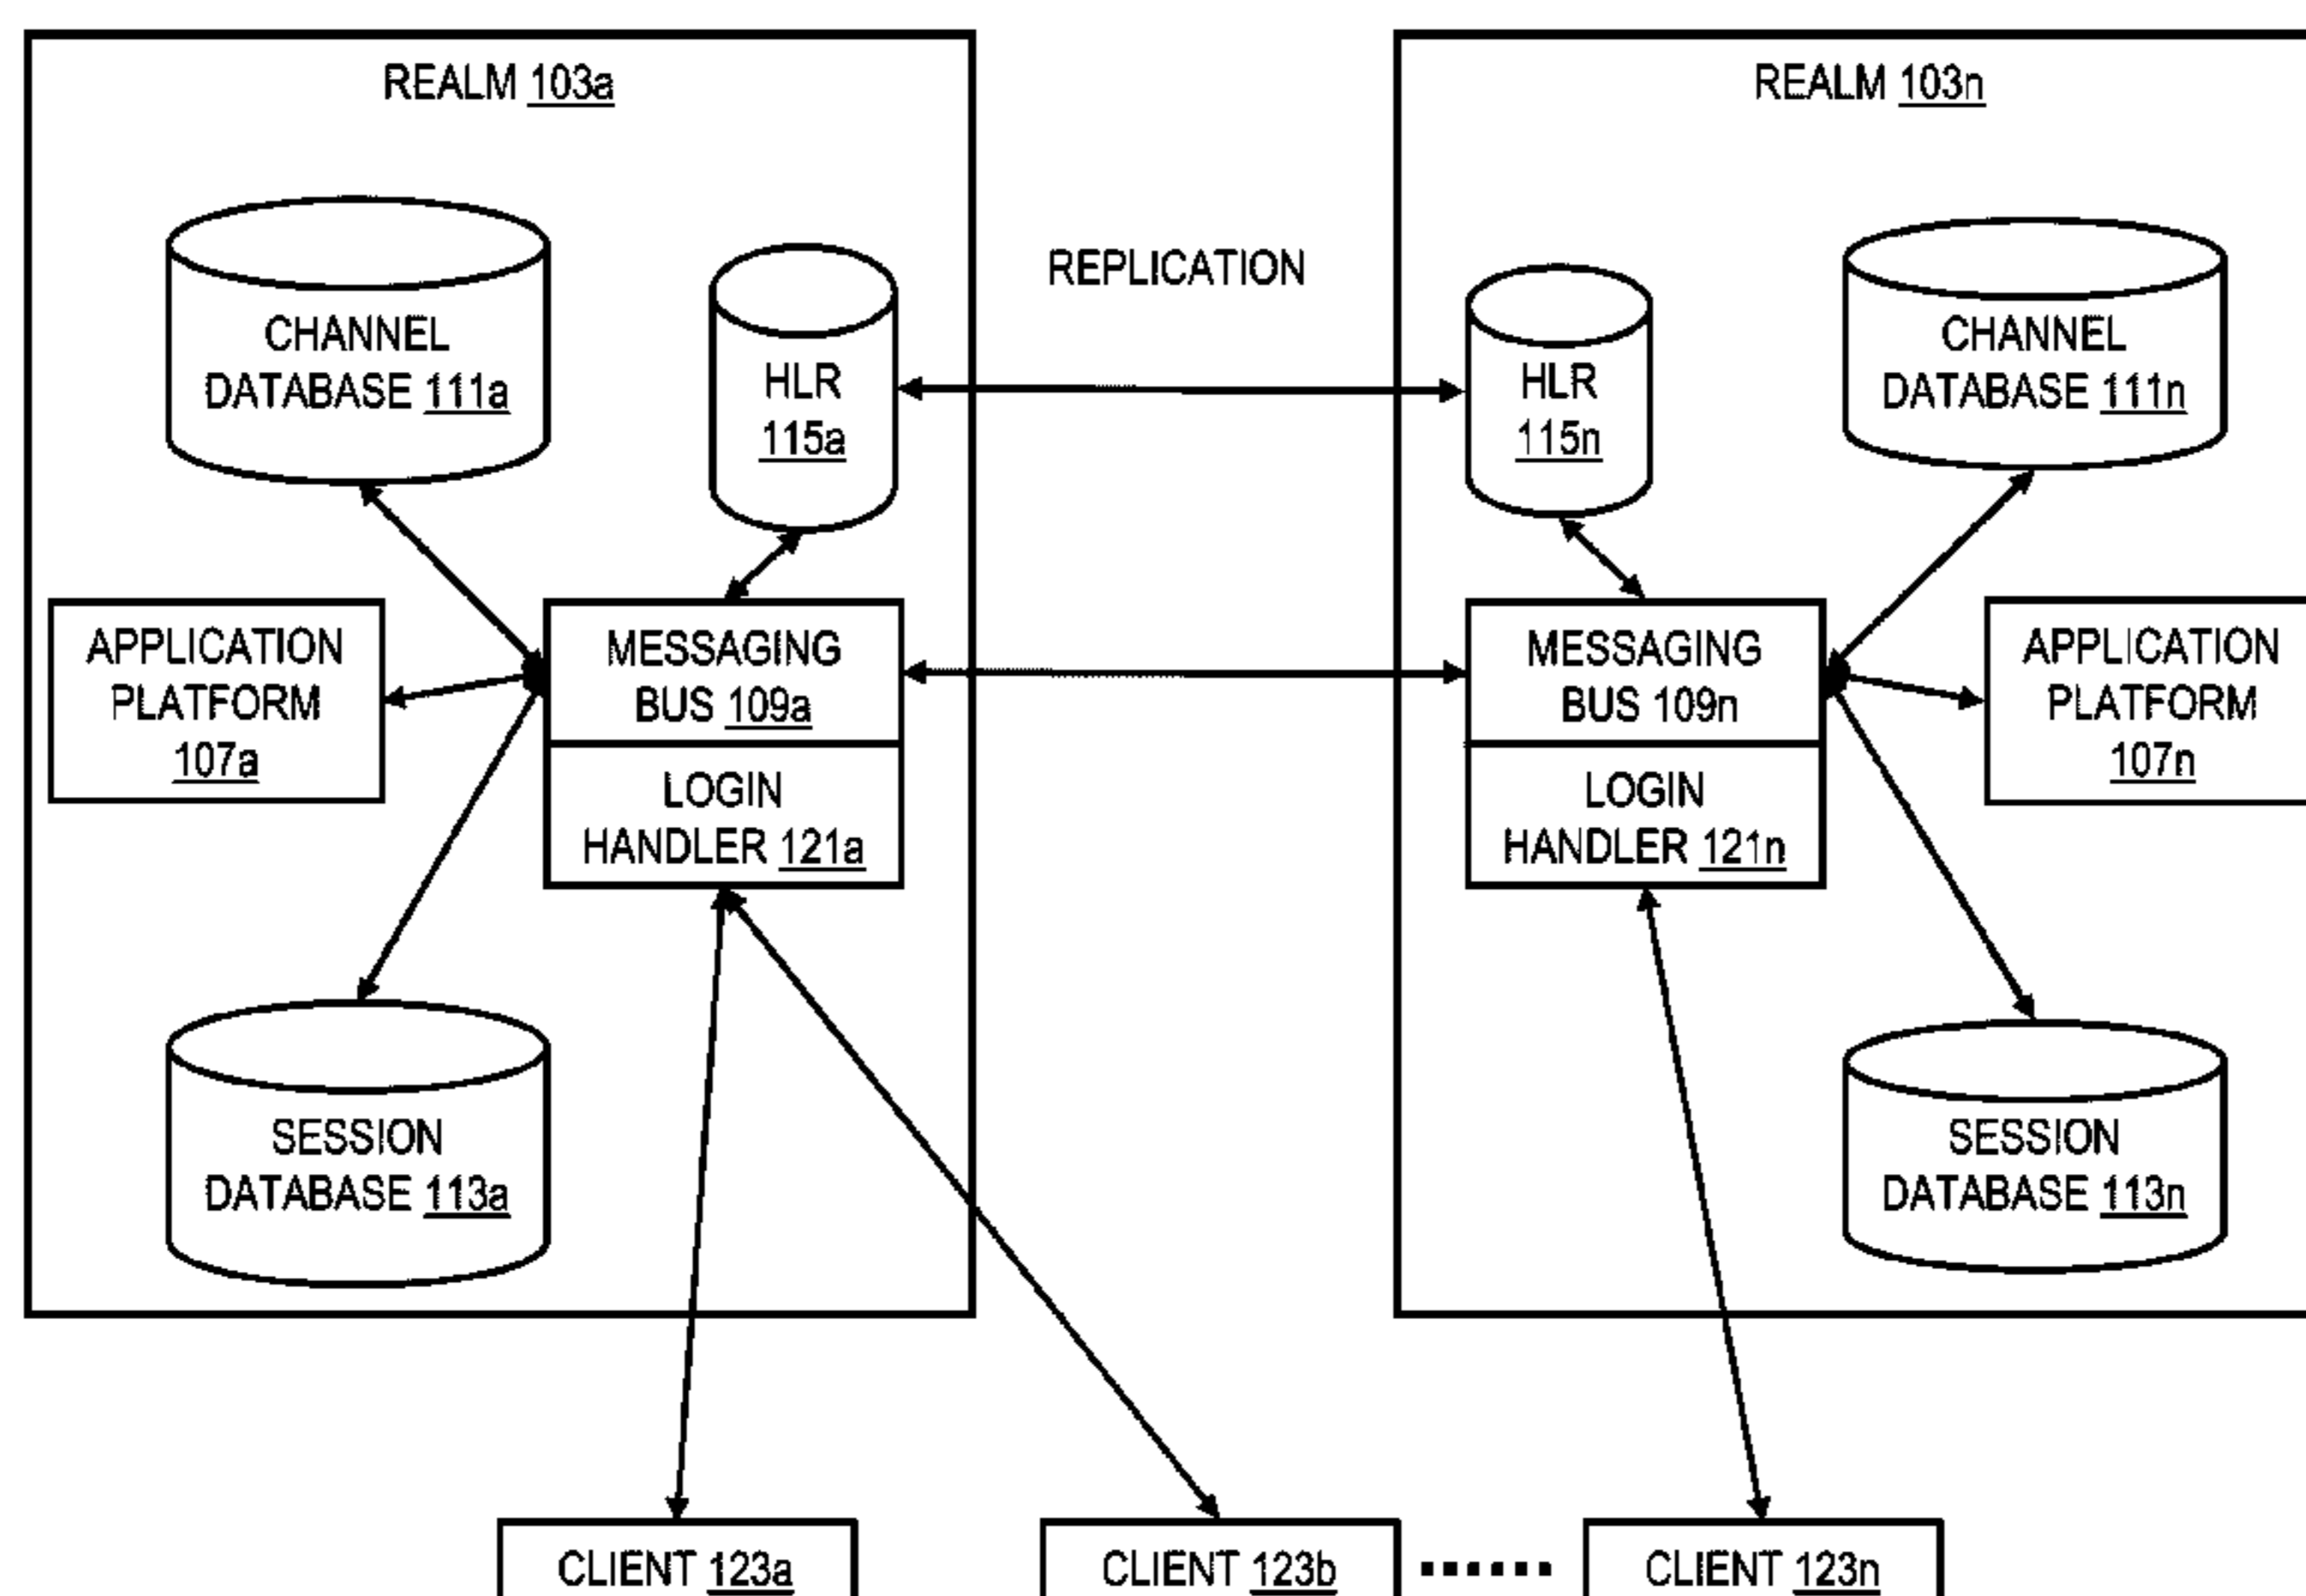 REALM 103a
CHANNEL
DATABASE 111a
HLR
115a
APPLICATION
PLATFORM
107a
MESSAGING
BUS 109a
LOGIN
HANDLER 121a
SESSION
DATABASE 113a
REPLICATION
REALM 103n
HLR
115n
CHANNEL
DATABASE 111n
MESSAGING
BUS 109n
LOGIN
HANDLER 121n
APPLICATION
PLATFORM
107n
SESSION
DATABASE 113n
CLIENT 123a
CLIENT 123b
CLIENT 123n